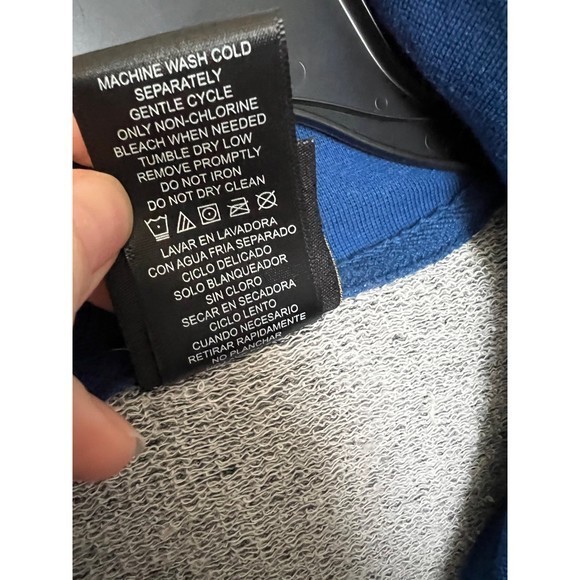 MACHINE WASH COLD
SEPARATELY
GENTLE CYCLE
ONLY NON-CHLORINE
BLEACH WHEN NEEDED
TUMBLE DRY LOW
REMOVE PROMPTLY
DO NOT IRON
DO NOT DRY CLEAN
LAVAR EN LAVADORA
CON AGUA FRIA SEPARADO
CICLO DELICADO
SOLO BLANQUEADOR
SIN CLORO
SECAR EN SECADORA
CICLO LENTO
CUANDO NECESARIO
RETIRAR RAPIDAMENTE
NO PLANCHAR